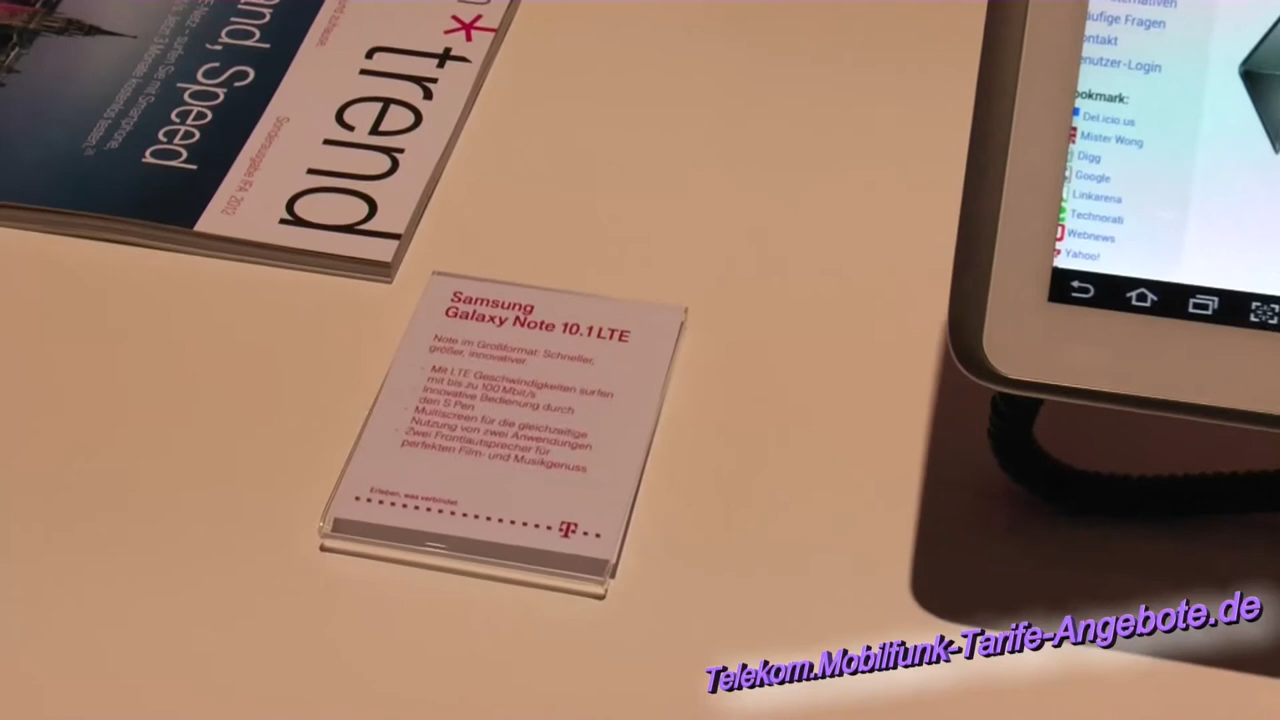 *trend
Sonderausgabe IFA 2012
and, Speed
Samsung
Galaxy Note 10.1 LTE
Note im Großformat: Schneller,
größer, innovativer.
· Mit LTE Geschwindigkeiten surfen
mit bis zu 100 Mbit/s
· Innovative Bedienung durch
den S Pen
· Multiscreen für die gleichzeitige
Nutzung von zwei Anwendungen
· Zwei Frontlautsprecher für
perfekten Film- und Musikgenuss
Erleben, was verbindet.
T
äufige Fragen
ontakt
enutzer-Login
ookmark:
Del.icio.us
Mister Wong
Digg
Google
Linkarena
Technorati
Webnews
Yahoo!
Telekom.Mobilfunk-Tarife-Angebote.de